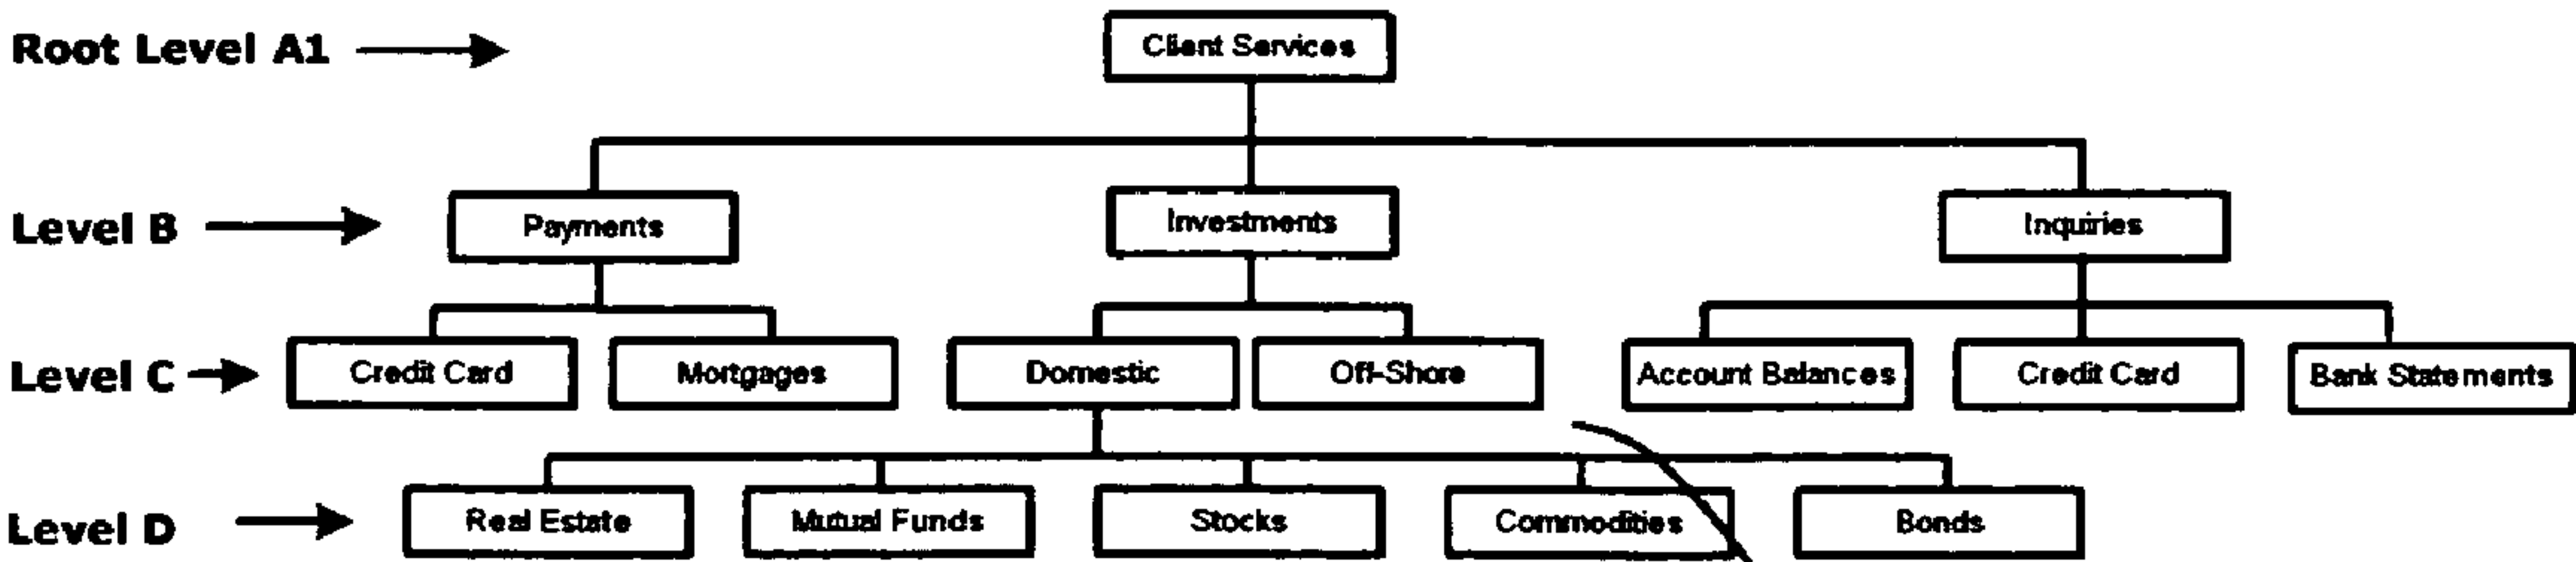 Root Level A1
Client Services
Level B
Payments
Investments
Inquiries
Level C
Credit Card
Mortgages
Domestic
Off-Shore
Account Balances
Credit Card
Bank Statements
Level D
Real Estate
Mutual Funds
Stocks
Commodities
Bonds